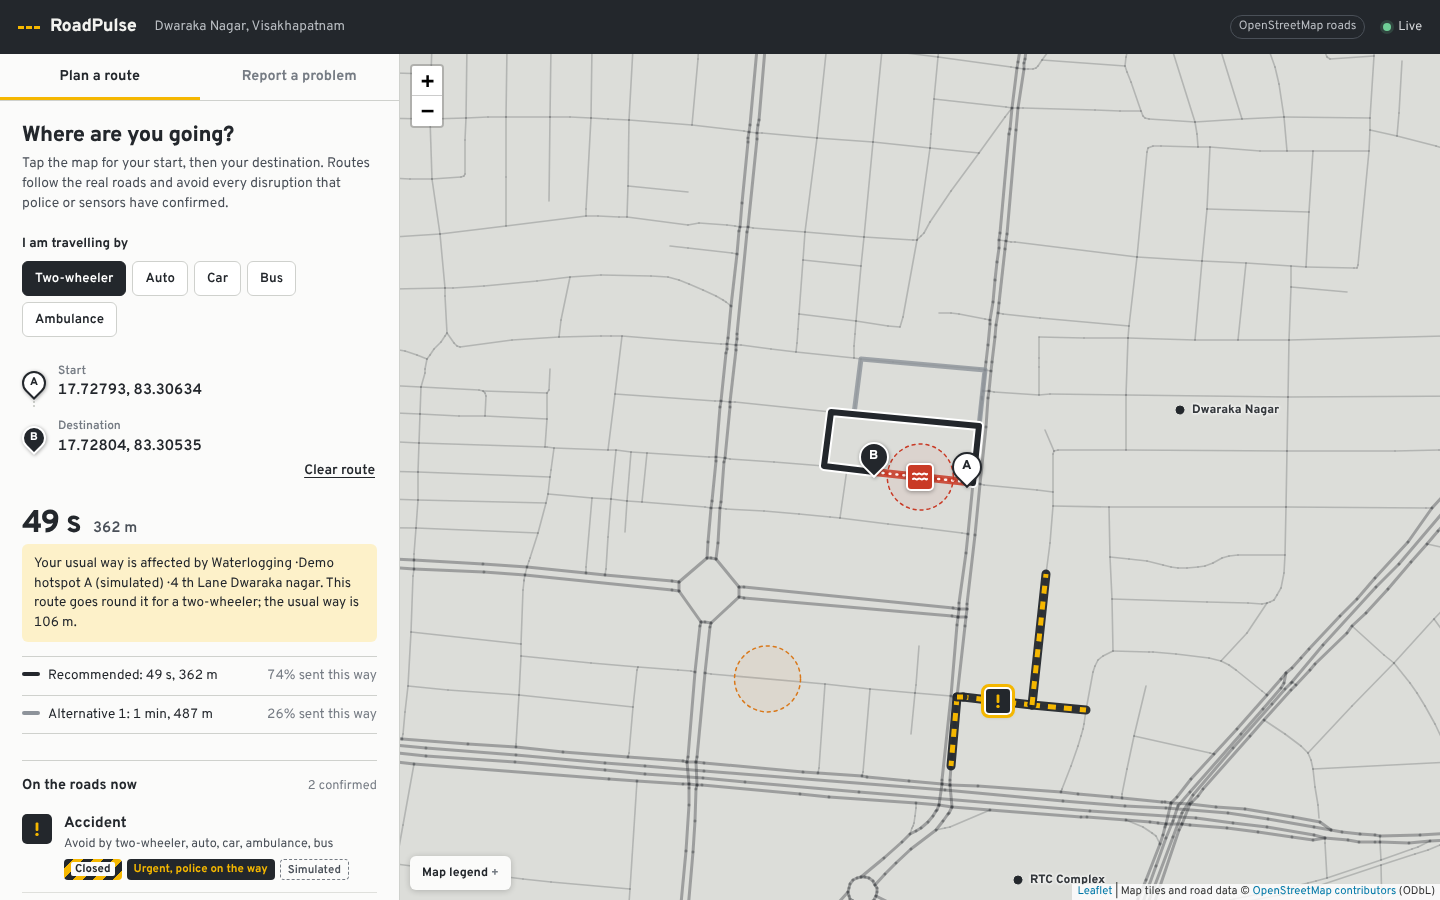 RoadPulse
Dwaraka Nagar, Visakhapatnam
OpenStreetMap roads
Live
Plan a route
Report a problem
Where are you going?
Tap the map for your start, then your destination. Routes
follow the real roads and avoid every disruption that
police or sensors have confirmed.
I am travelling by
Two-wheeler
Auto
Car
Bus
Ambulance
A
Start
17.72793, 83.30634
B
Destination
17.72804, 83.30535
Clear route
49 s 362 m
Your usual way is affected by Waterlogging ·Demo
hotspot A (simulated) ·4 th Lane Dwaraka nagar. This
route goes round it for a two-wheeler; the usual way is
106 m.
Recommended: 49 s, 362 m 74% sent this way
Alternative 1: 1 min, 487 m 26% sent this way
On the roads now 2 confirmed
!
Accident
Avoid by two-wheeler, auto, car, ambulance, bus
Closed
Urgent, police on the way
Simulated
+
−
B
A
Dwaraka Nagar
!
RTC Complex
Map legend +
Leaflet | Map tiles and road data © OpenStreetMap contributors (ODbL)